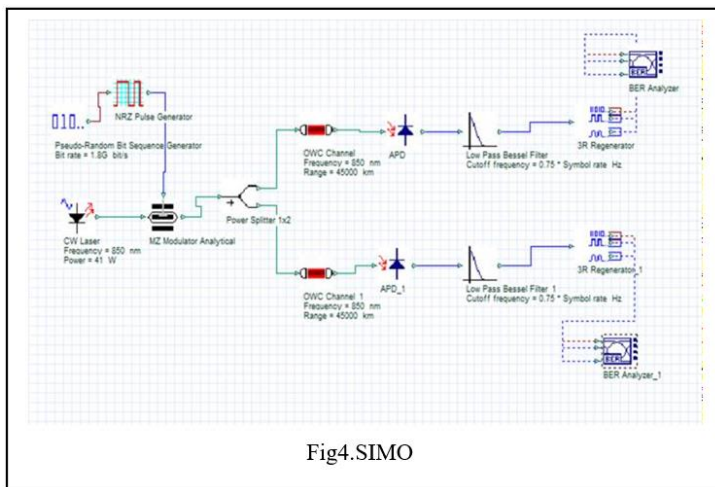 BER Analyzer
NRZ Pulse Generator
Pseudo-Random Bit Sequence Generator
Bit rate = 1.8G bit/s
OWC Channel
Frequency = 850 nm
Range = 45000 km
APD
Low Pass Bessel Filter
Cutoff frequency = 0.75 * Symbol rate Hz
3R Regenerator
CW Laser
Frequency = 850 nm
Power = 41 W
MZ Modulator Analytical
Power Splitter 1x2
OWC Channel 1
Frequency = 850 nm
Range = 45000 km
APD_1
Low Pass Bessel Filter 1
Cutoff frequency = 0.75 * Symbol rate Hz
3R Regenerator_1
BER Analyzer_1
Fig4.SIMO